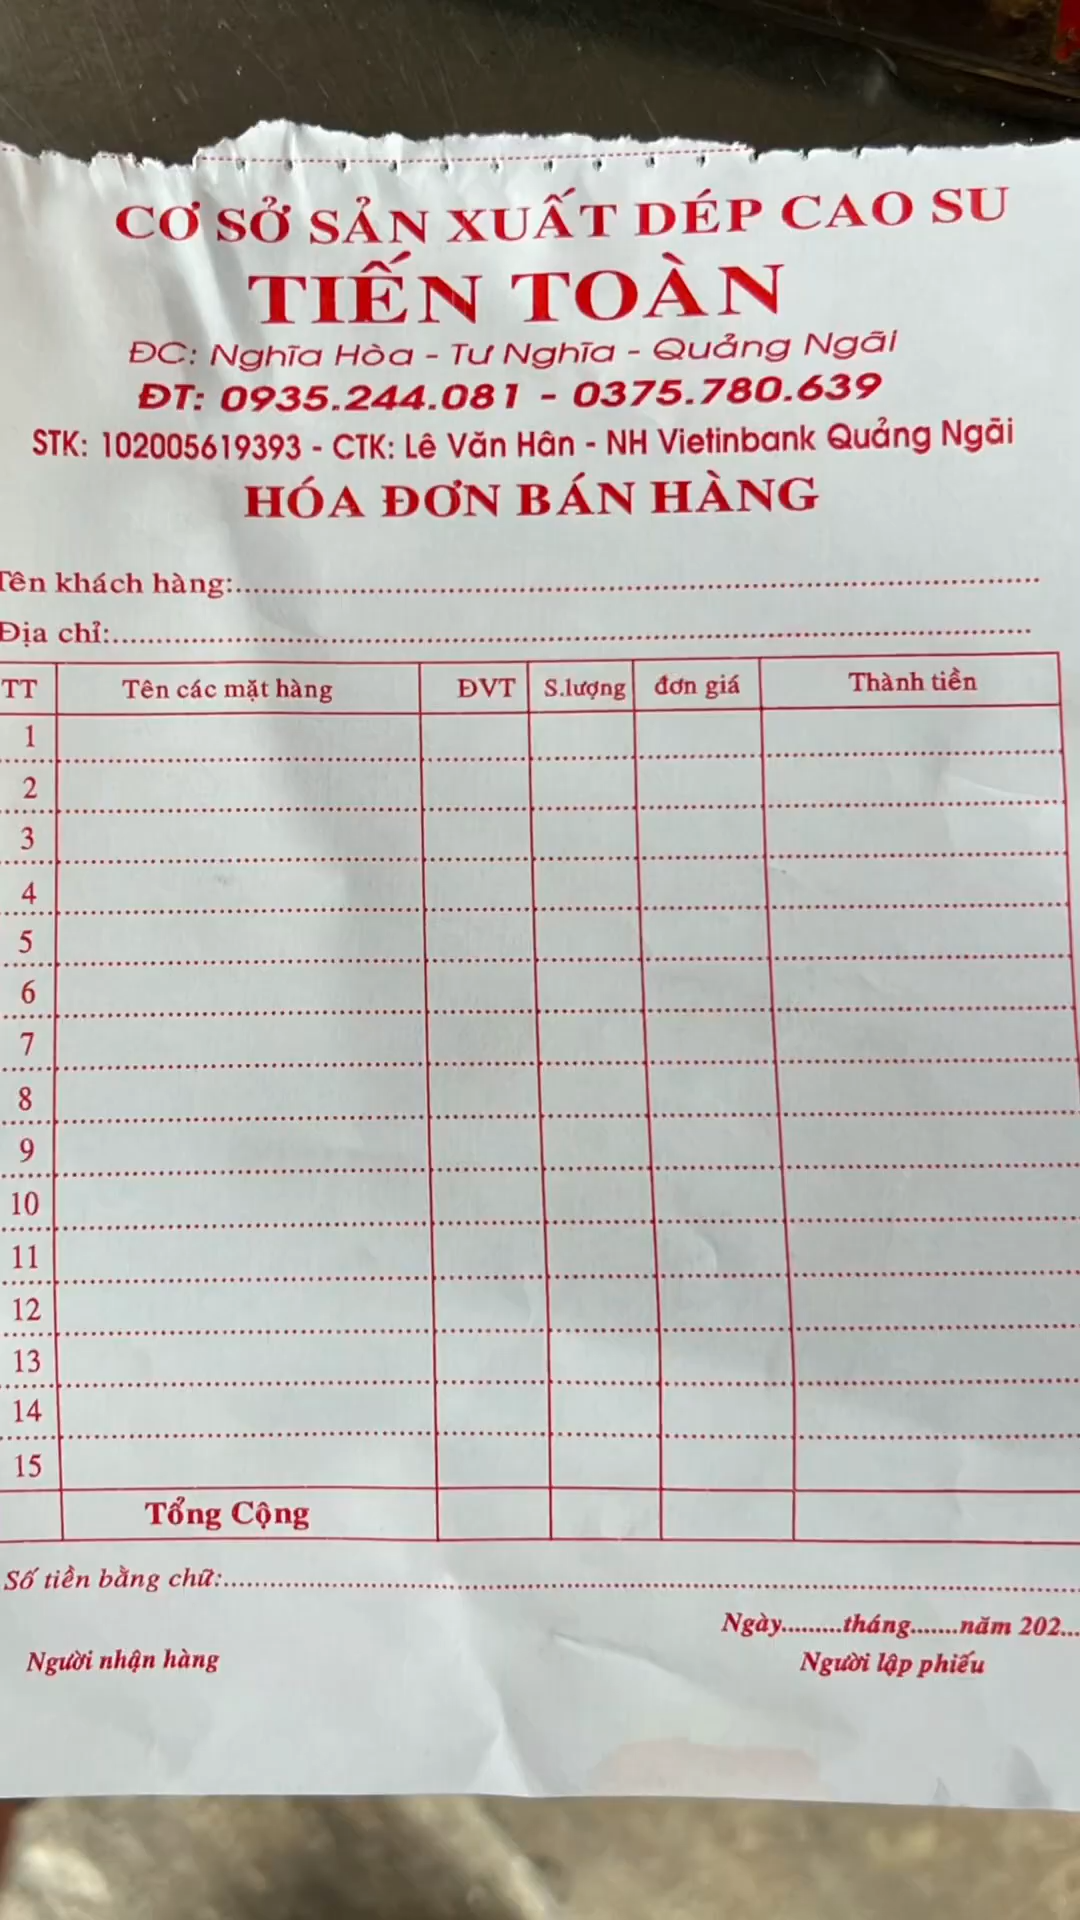 CƠ SỞ SẢN XUẤT DÉP CAO SU
TIẾN TOÀN
ĐC: Nghĩa Hòa - Tư Nghĩa - Quảng Ngãi
ĐT: 0935.244.081 - 0375.780.639
STK: 102005619393 - CTK: Lê Văn Hân - NH Vietinbank Quảng Ngãi
HÓA ĐƠN BÁN HÀNG
Tên khách hàng:
Địa chỉ:
TT Tên các mặt hàng ĐVT S.lượng đơn giá Thành tiền
1
2
3
4
5
6
7
8
9
10
11
12
13
14
15
Tổng Cộng
Số tiền bằng chữ:
Ngày.........tháng.......năm 202...
Người nhận hàng Người lập phiếu